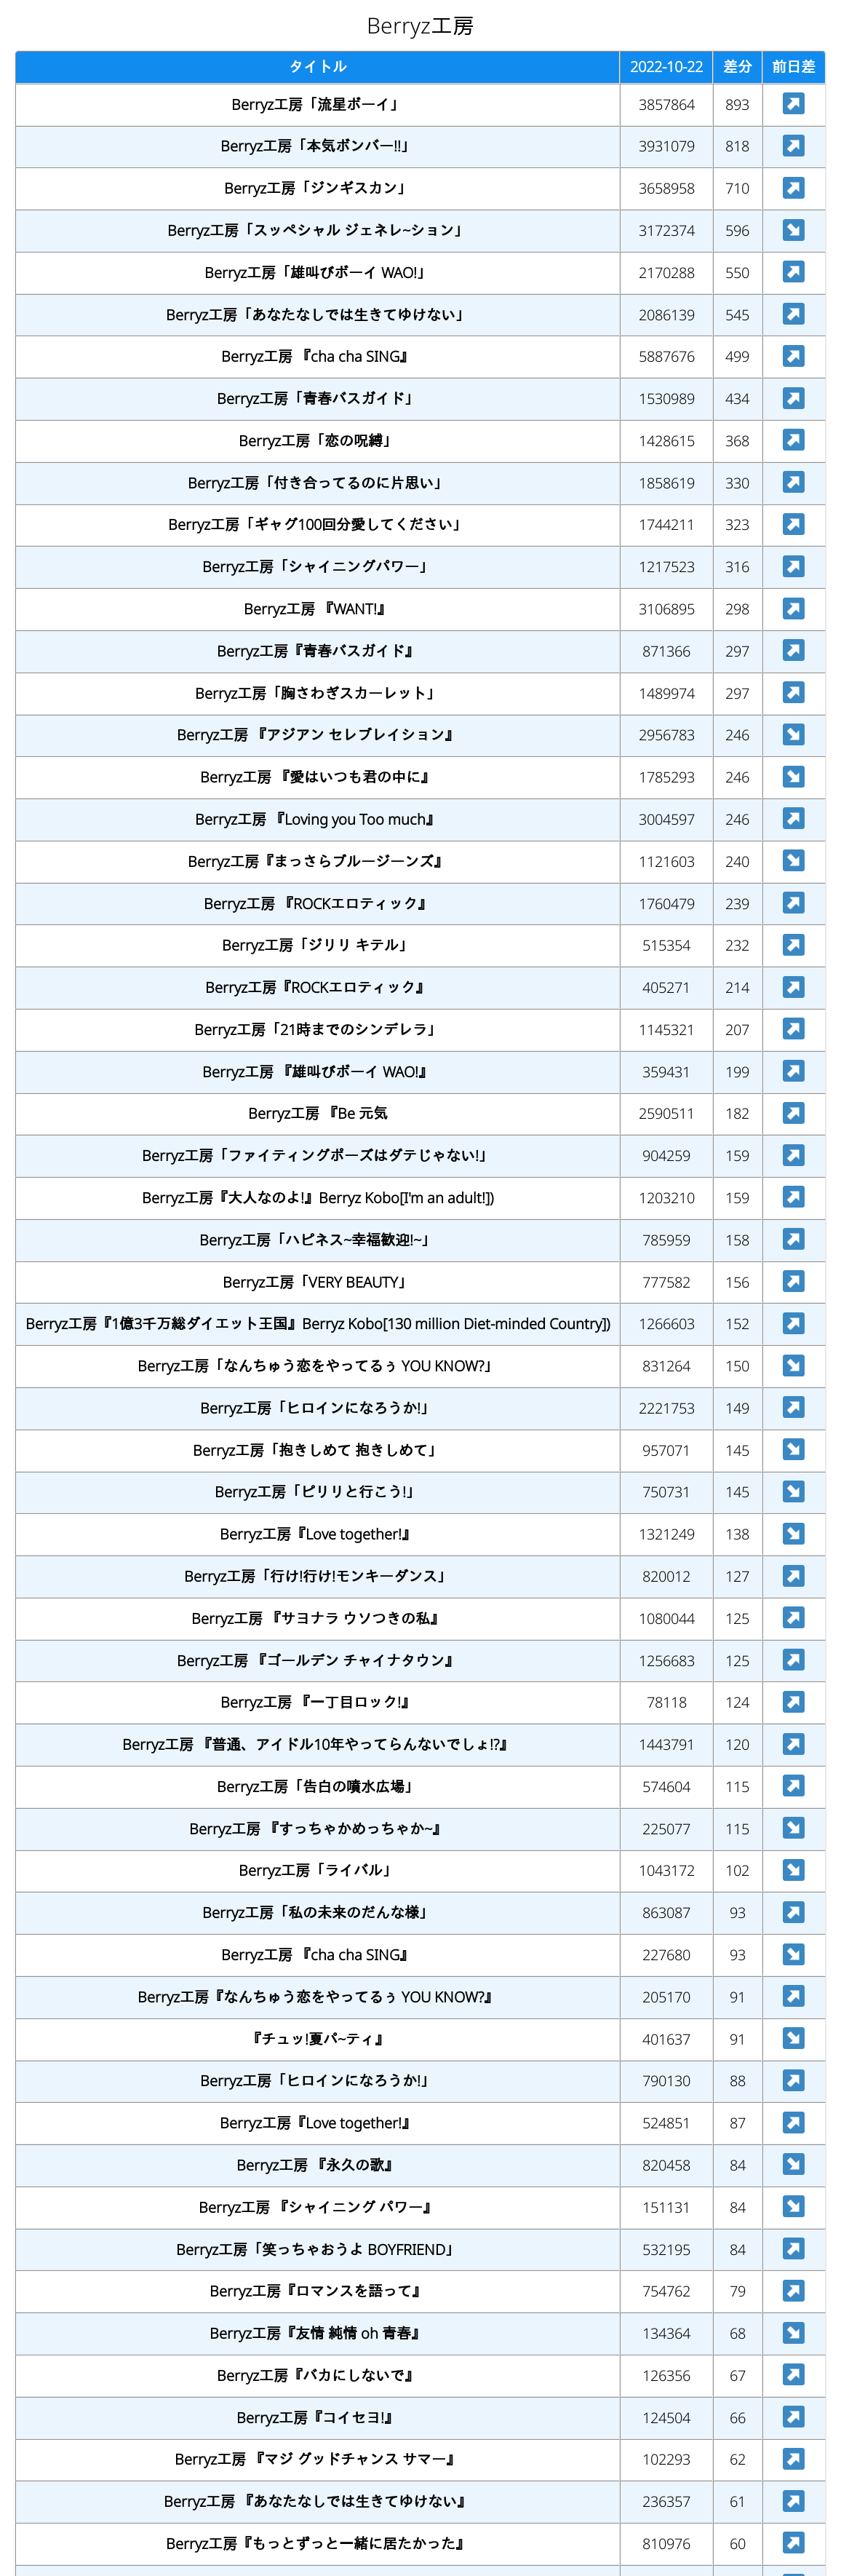 Berryz工房
タイトル 2022-10-22 差分 前日差
Berryz工房「流星ボーイ」 3857864 893 ↗
Berryz工房「本気ボンバー!!」 3931079 818 ↗
Berryz工房「ジンギスカン」 3658958 710 ↗
Berryz工房「スッペシャル ジェネレ~ション」 3172374 596 ↘
Berryz工房「雄叫びボーイ WAO!」 2170288 550 ↗
Berryz工房「あなたなしでは生きてゆけない」 2086139 545 ↗
Berryz工房 『cha cha SING』 5887676 499 ↗
Berryz工房「青春バスガイド」 1530989 434 ↗
Berryz工房「恋の呪縛」 1428615 368 ↗
Berryz工房「付き合ってるのに片思い」 1858619 330 ↗
Berryz工房「ギャグ100回分愛してください」 1744211 323 ↗
Berryz工房「シャイニングパワー」 1217523 316 ↗
Berryz工房 『WANT!』 3106895 298 ↗
Berryz工房『青春バスガイド』 871366 297 ↗
Berryz工房「胸さわぎスカーレット」 1489974 297 ↗
Berryz工房 『アジアン セレブレイション』 2956783 246 ↘
Berryz工房 『愛はいつも君の中に』 1785293 246 ↘
Berryz工房 『Loving you Too much』 3004597 246 ↗
Berryz工房『まっさらブルージーンズ』 1121603 240 ↘
Berryz工房 『ROCKエロティック』 1760479 239 ↗
Berryz工房「ジリリ キテル」 515354 232 ↗
Berryz工房『ROCKエロティック』 405271 214 ↗
Berryz工房「21時までのシンデレラ」 1145321 207 ↗
Berryz工房 『雄叫びボーイ WAO!』 359431 199 ↗
Berryz工房 『Be 元気 2590511 182 ↗
Berryz工房「ファイティングポーズはダテじゃない!」 904259 159 ↗
Berryz工房『大人なのよ!』Berryz Kobo[I'm an adult!]) 1203210 159 ↗
Berryz工房「ハピネス~幸福歓迎!~」 785959 158 ↗
Berryz工房「VERY BEAUTY」 777582 156 ↗
Berryz工房『1億3千万総ダイエット王国』Berryz Kobo[130 million Diet-minded Country]) 1266603 152 ↗
Berryz工房「なんちゅう恋をやってるぅ YOU KNOW?」 831264 150 ↘
Berryz工房「ヒロインになろうか!」 2221753 149 ↗
Berryz工房「抱きしめて 抱きしめて」 957071 145 ↘
Berryz工房「ピリリと行こう!」 750731 145 ↘
Berryz工房『Love together!』 1321249 138 ↘
Berryz工房「行け!行け!モンキーダンス」 820012 127 ↗
Berryz工房 『サヨナラ ウソつきの私』 1080044 125 ↗
Berryz工房 『ゴールデン チャイナタウン』 1256683 125 ↗
Berryz工房 『一丁目ロック!』 78118 124 ↗
Berryz工房 『普通、アイドル10年やってらんないでしょ!?』 1443791 120 ↗
Berryz工房「告白の噴水広場」 574604 115 ↗
Berryz工房 『すっちゃかめっちゃか~』 225077 115 ↘
Berryz工房「ライバル」 1043172 102 ↘
Berryz工房「私の未来のだんな様」 863087 93 ↗
Berryz工房 『cha cha SING』 227680 93 ↘
Berryz工房『なんちゅう恋をやってるぅ YOU KNOW?』 205170 91 ↗
『チュッ!夏パ~ティ』 401637 91 ↘
Berryz工房「ヒロインになろうか!」 790130 88 ↗
Berryz工房『Love together!』 524851 87 ↗
Berryz工房 『永久の歌』 820458 84 ↘
Berryz工房 『シャイニング パワー』 151131 84 ↘
Berryz工房「笑っちゃおうよ BOYFRIEND」 532195 84 ↗
Berryz工房『ロマンスを語って』 754762 79 ↗
Berryz工房『友情 純情 oh 青春』 134364 68 ↘
Berryz工房『バカにしないで』 126356 67 ↗
Berryz工房『コイセヨ!』 124504 66 ↗
Berryz工房 『マジ グッドチャンス サマー』 102293 62 ↗
Berryz工房 『あなたなしでは生きてゆけない』 236357 61 ↗
Berryz工房『もっとずっと一緒に居たかった』 810976 60 ↗